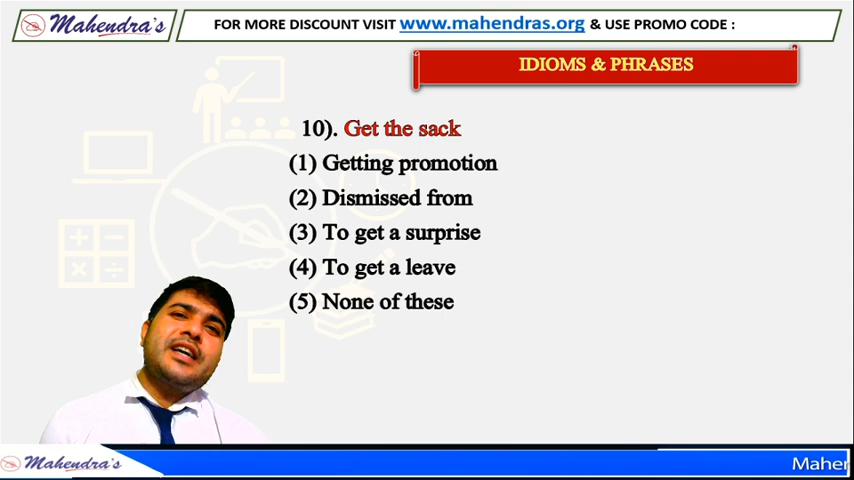 Mahendra's
FOR MORE DISCOUNT VISIT www.mahendras.org & USE PROMO CODE :
IDIOMS & PHRASES
10). Get the sack
(1) Getting promotion
(2) Dismissed from
(3) To get a surprise
(4) To get a leave
(5) None of these
Mahendra's
Maher